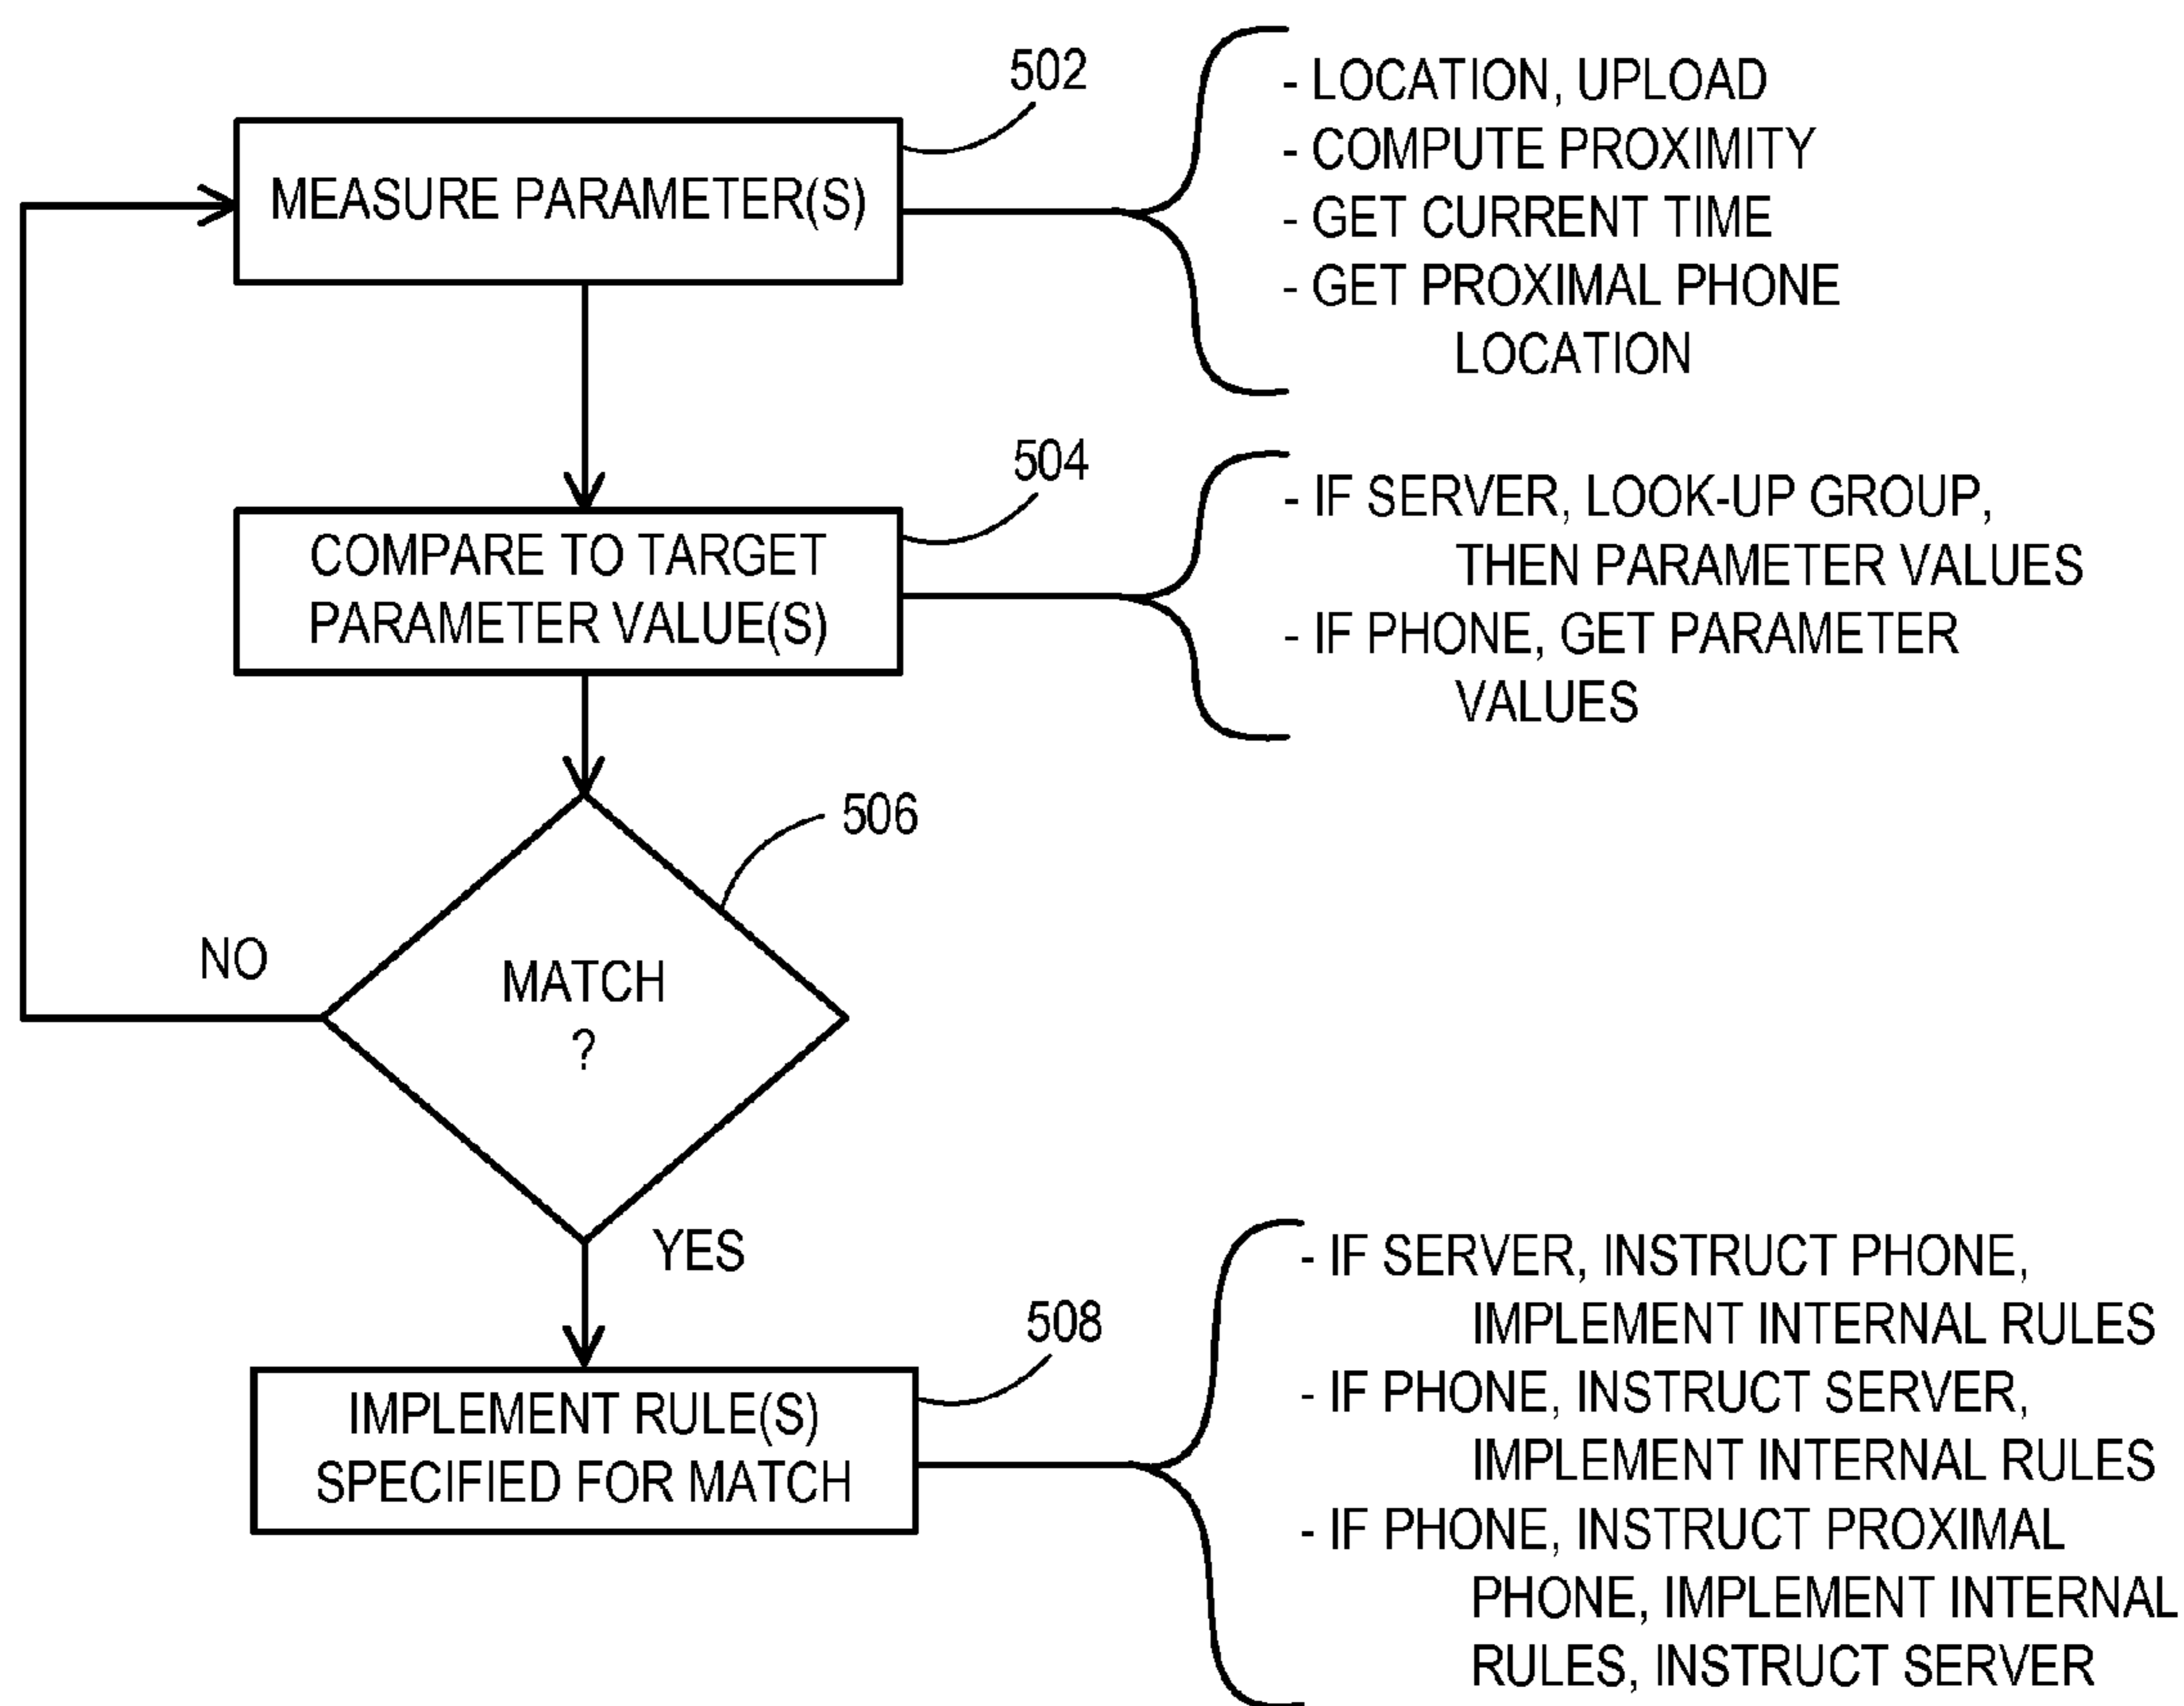 502
MEASURE PARAMETER(S)
- LOCATION, UPLOAD
- COMPUTE PROXIMITY
- GET CURRENT TIME
- GET PROXIMAL PHONE
LOCATION
504
COMPARE TO TARGET
PARAMETER VALUE(S)
- IF SERVER, LOOK-UP GROUP,
THEN PARAMETER VALUES
- IF PHONE, GET PARAMETER
VALUES
506
MATCH
?
NO
YES
508
IMPLEMENT RULE(S)
SPECIFIED FOR MATCH
- IF SERVER, INSTRUCT PHONE,
IMPLEMENT INTERNAL RULES
- IF PHONE, INSTRUCT SERVER,
IMPLEMENT INTERNAL RULES
- IF PHONE, INSTRUCT PROXIMAL
PHONE, IMPLEMENT INTERNAL
RULES, INSTRUCT SERVER